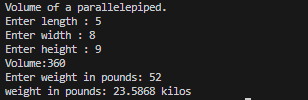 Volume of a parallelepiped.
Enter length : 5
Enter width : 8
Enter height : 9
Volume:360
Enter weight in pounds: 52
weight in pounds: 23.5868 kilos